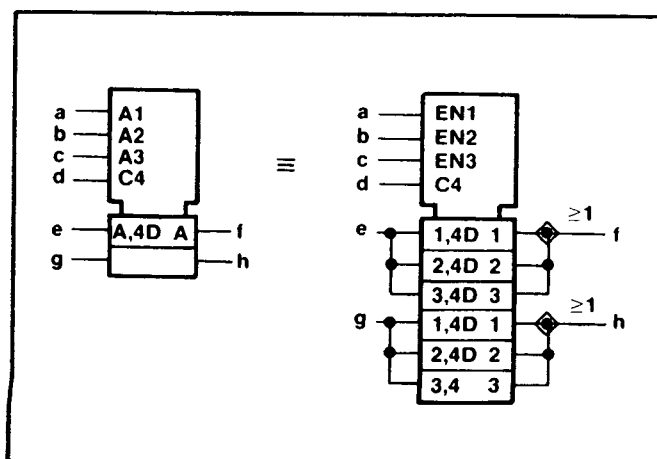 a A1 a EN1
b A2 b EN2
c A3 ≡ c EN3
d C4 d C4
e A,4D A f e 1,4D 1 ≥1 f
g h 2,4D 2
3,4D 3
g 1,4D 1 ≥1 h
2,4D 2
3,4 3